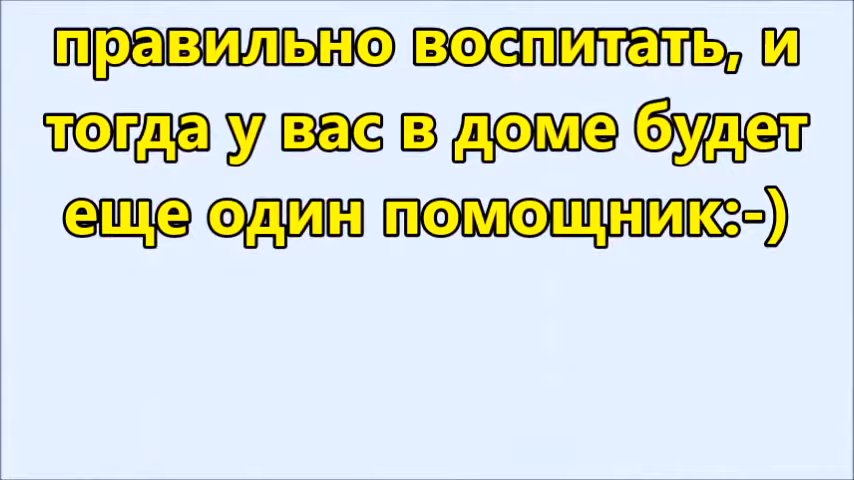 правильно воспитать, и
тогда у вас в доме будет
еще один помощник:-)